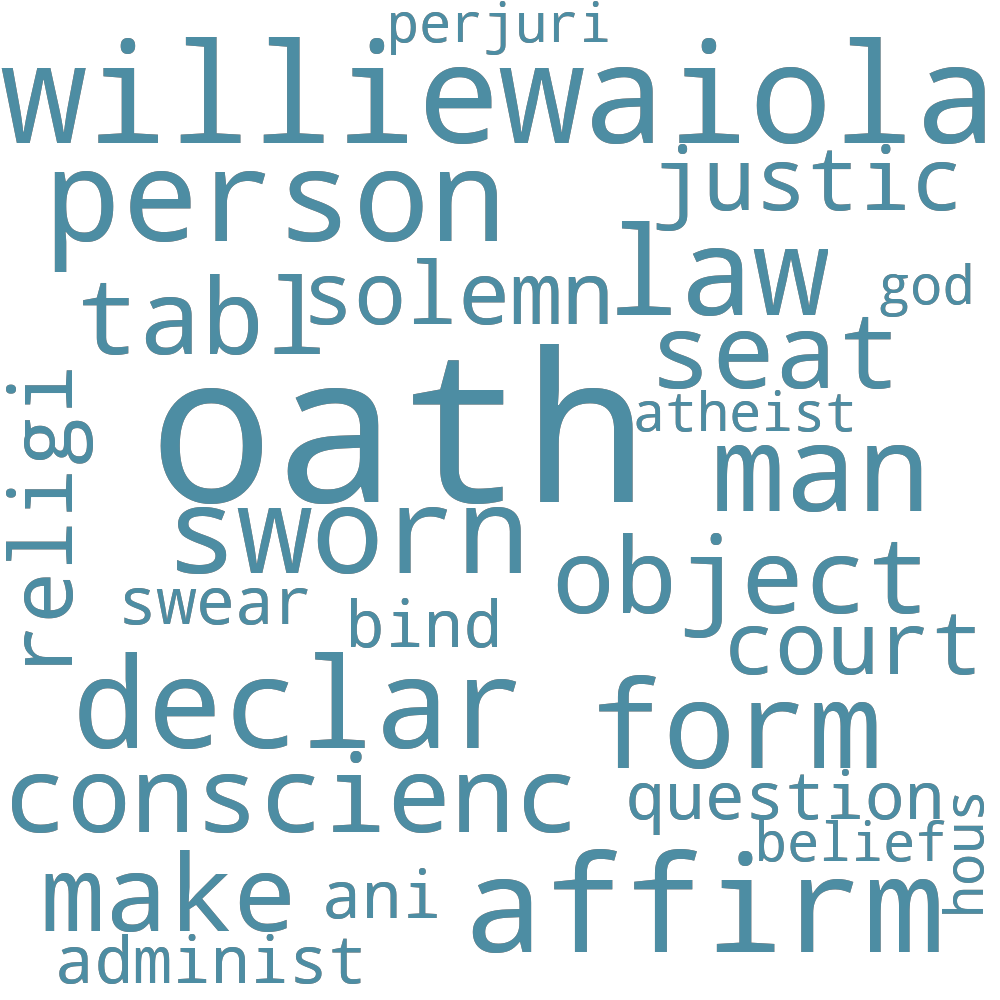 perjuri
williewaiola
person
justic
law
solemn
god
tabl
seat
religi
oath
atheist
man
sworn
object
swear
bind
court
declar
form
conscienc
question
hous
belief
make
ani
affirm
administ